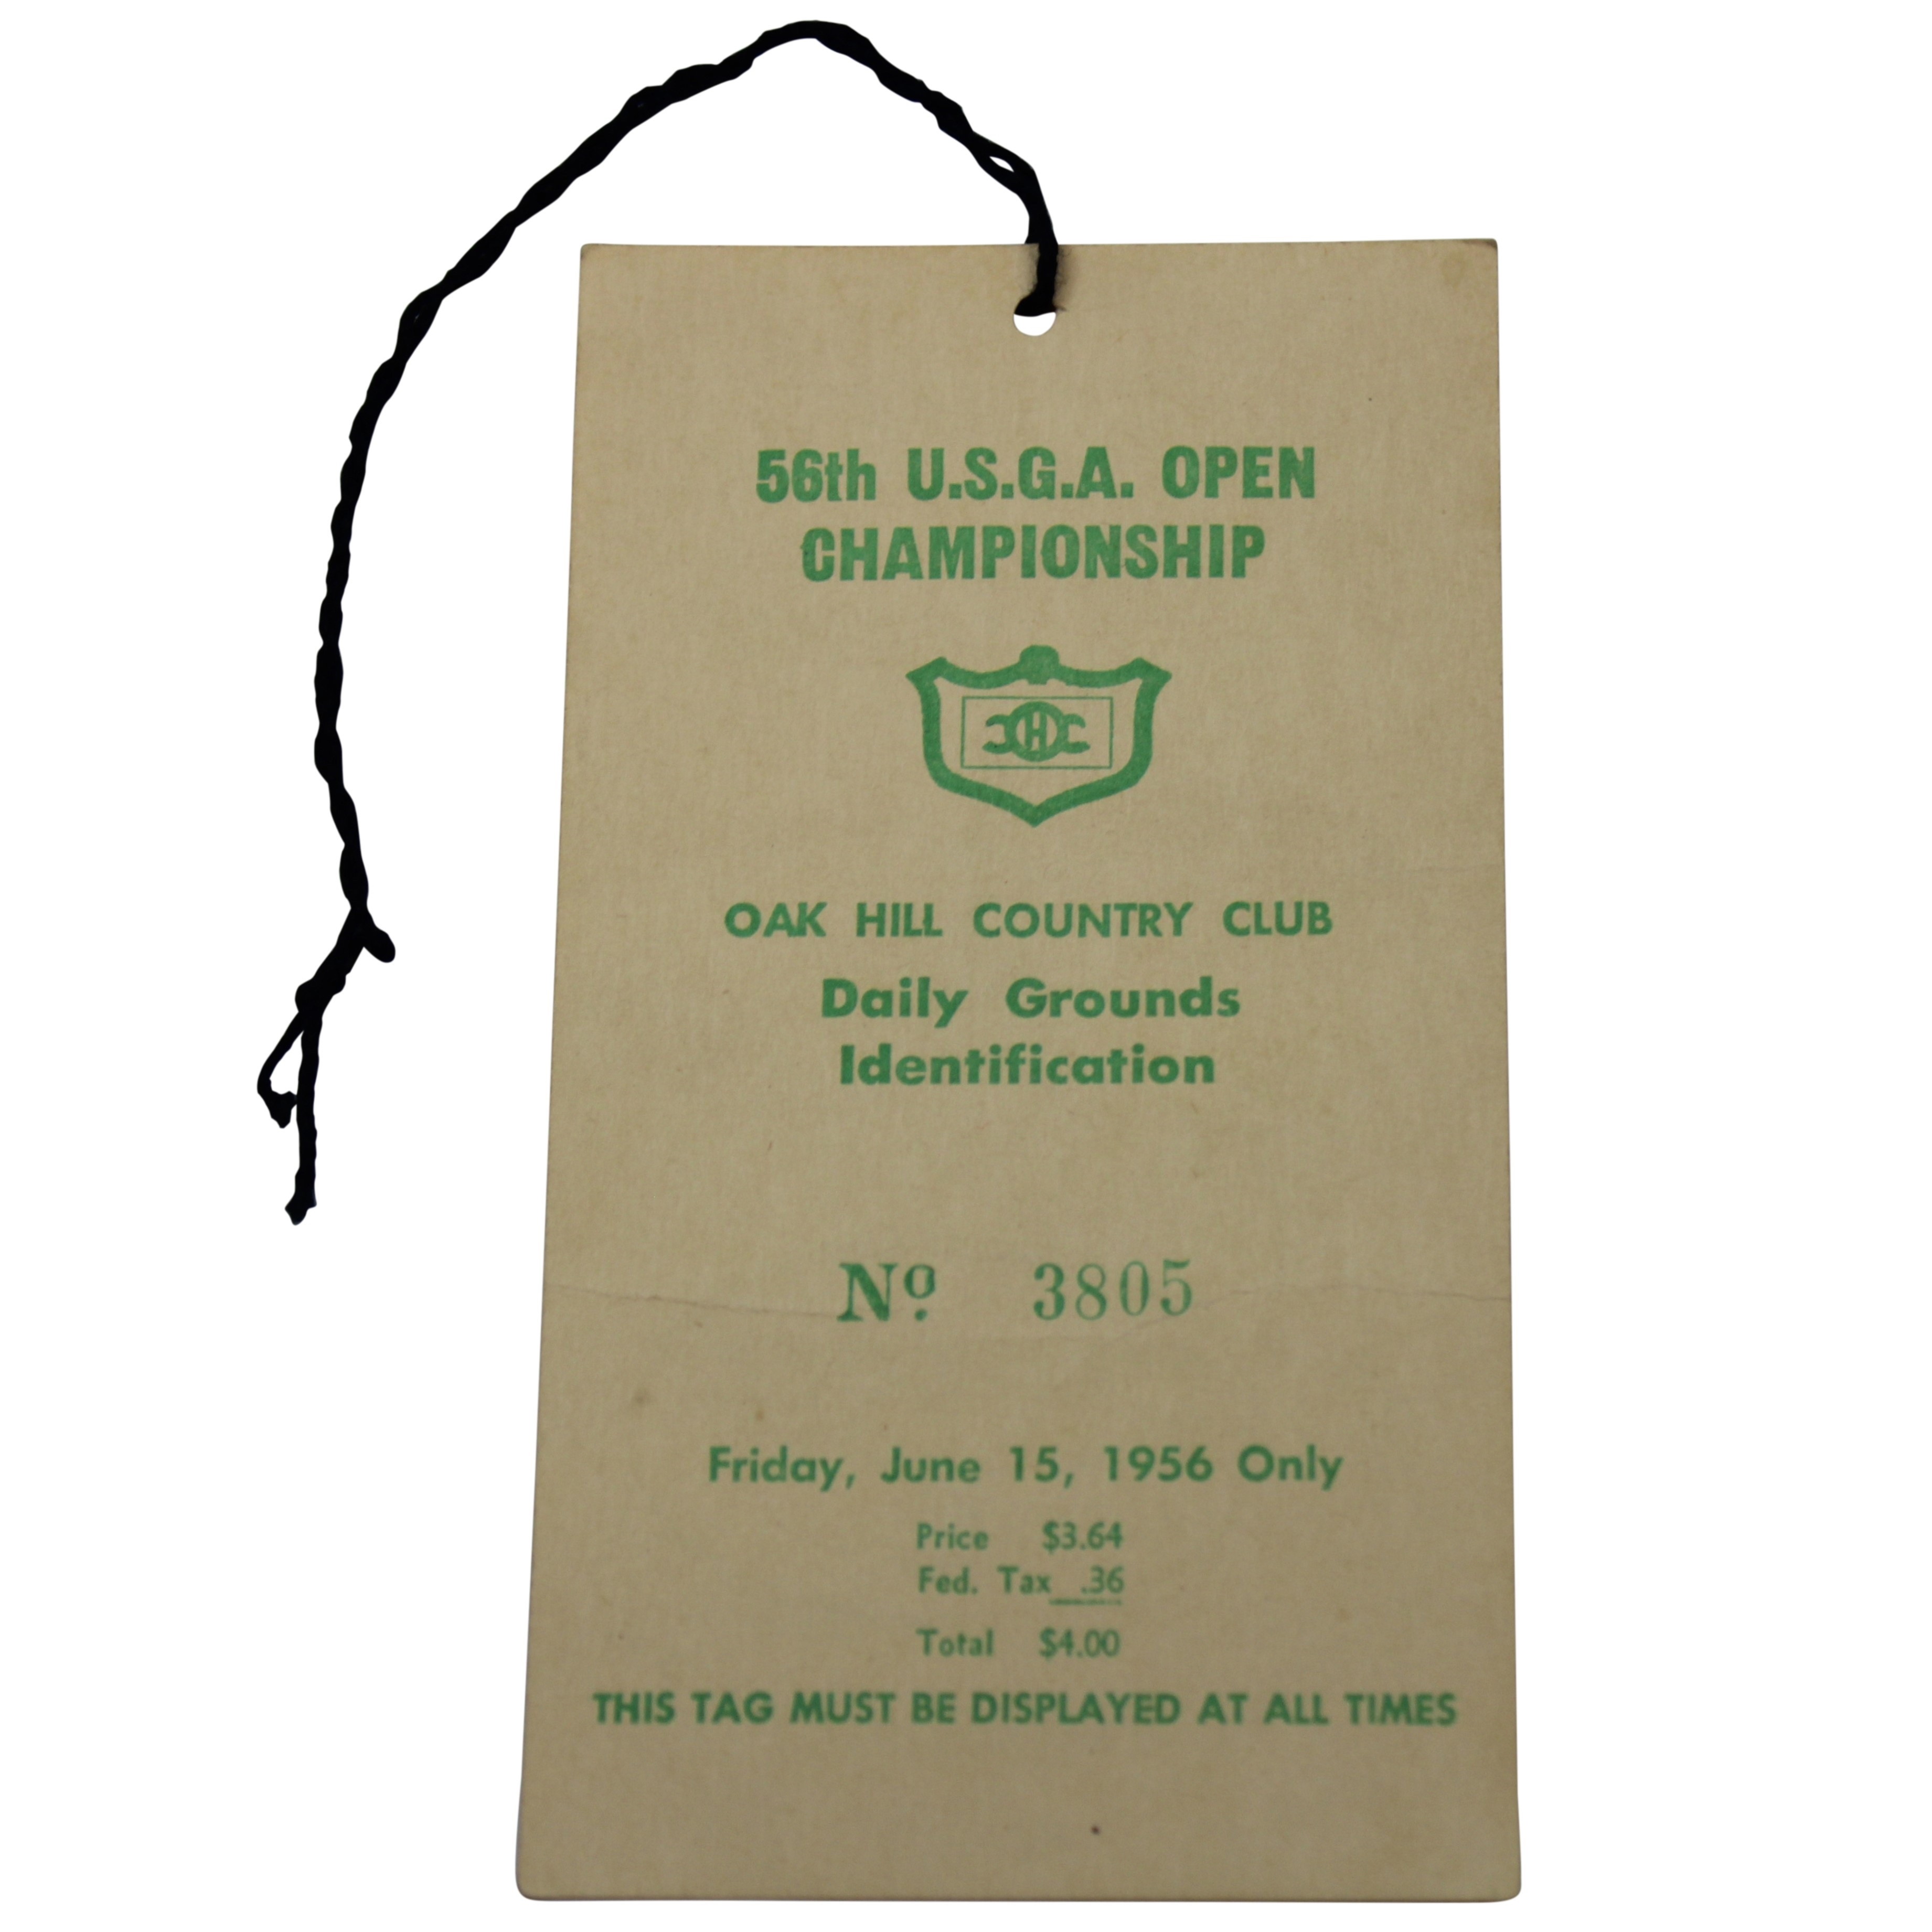 56th U.S.G.A. OPEN
CHAMPIONSHIP
OHCC
OAK HILL COUNTRY CLUB
Daily Grounds
Identification
Nº 3805
Friday, June 15, 1956 Only
Price $3.64
Fed. Tax .36
Total $4.00
THIS TAG MUST BE DISPLAYED AT ALL TIMES